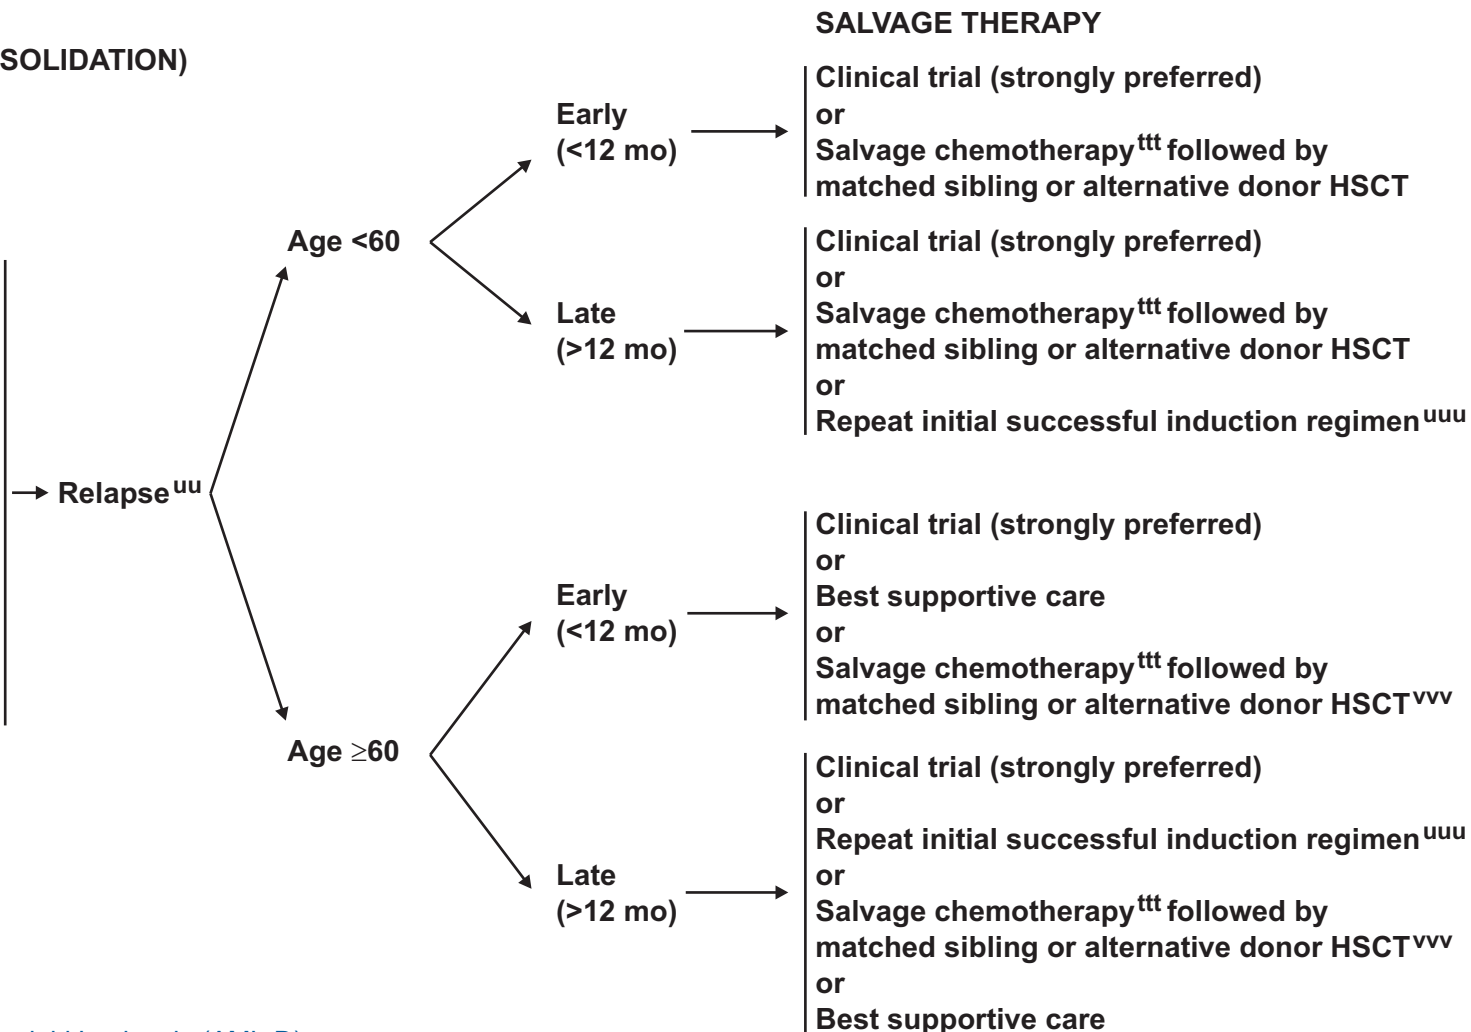 SALVAGE THERAPY
SOLIDATION)
Relapse uu
Age <60
Early
(<12 mo)
Clinical trial (strongly preferred)
or
Salvage chemotherapy ttt followed by
matched sibling or alternative donor HSCT
Late
(>12 mo)
Clinical trial (strongly preferred)
or
Salvage chemotherapy ttt followed by
matched sibling or alternative donor HSCT
or
Repeat initial successful induction regimen uuu
Age ≥60
Early
(<12 mo)
Clinical trial (strongly preferred)
or
Best supportive care
or
Salvage chemotherapy ttt followed by
matched sibling or alternative donor HSCT vvv
Late
(>12 mo)
Clinical trial (strongly preferred)
or
Repeat initial successful induction regimen uuu
or
Salvage chemotherapy ttt followed by
matched sibling or alternative donor HSCT vvv
or
Best supportive care